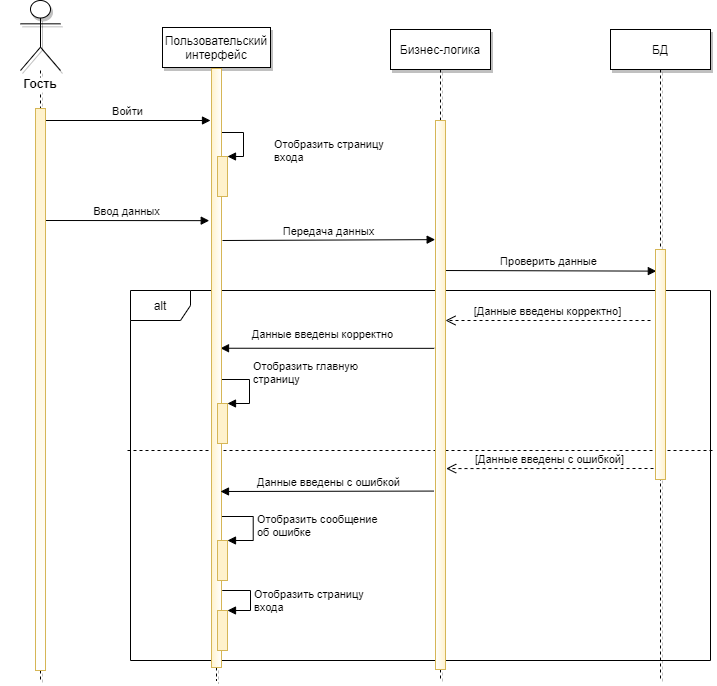 Пользовательский
интерфейс
Бизнес-логика
БД
Гость
Войти
Отобразить страницу
входа
Ввод данных
Передача данных
Проверить данные
alt
[Данные введены корректно]
Данные введены корректно
Отобразить главную
страницу
[Данные введены с ошибкой]
Данные введены с ошибкой
Отобразить сообщение
об ошибке
Отобразить страницу
входа